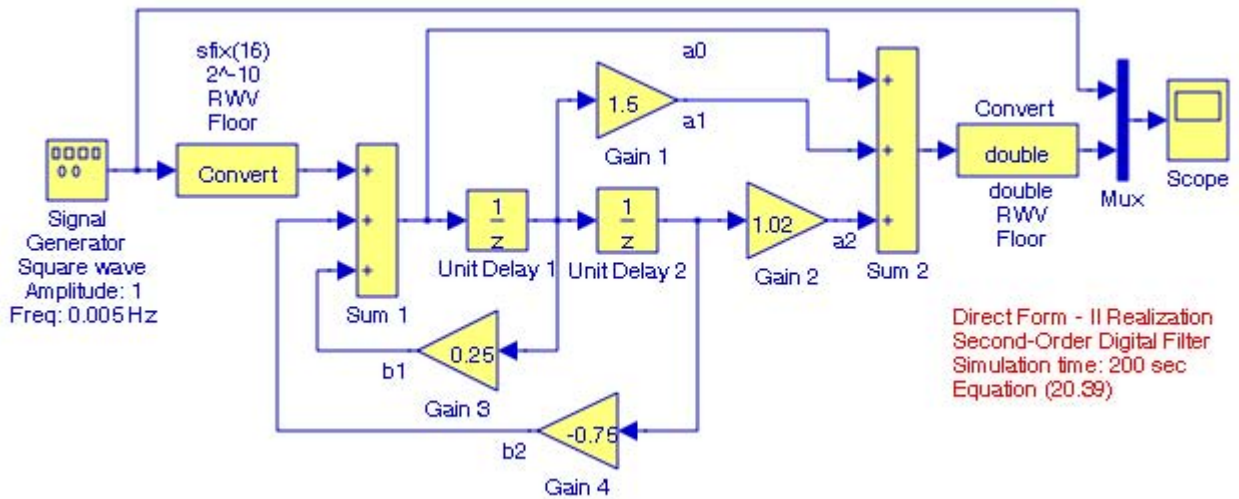 sfix(16)
2^-10
RWV
Floor
Convert
Signal
Generator
Square wave
Amplitude: 1
Freq: 0.005 Hz
+
+
+
Sum 1
1
z
Unit Delay 1
1
z
Unit Delay 2
1.5
Gain 1
1.02
Gain 2
0.25
Gain 3
-0.75
Gain 4
b1
b2
a0
a1
a2
+
+
+
Sum 2
Convert
double
double
RWV
Floor
Mux
Scope
Direct Form - II Realization
Second-Order Digital Filter
Simulation time: 200 sec
Equation (20.39)